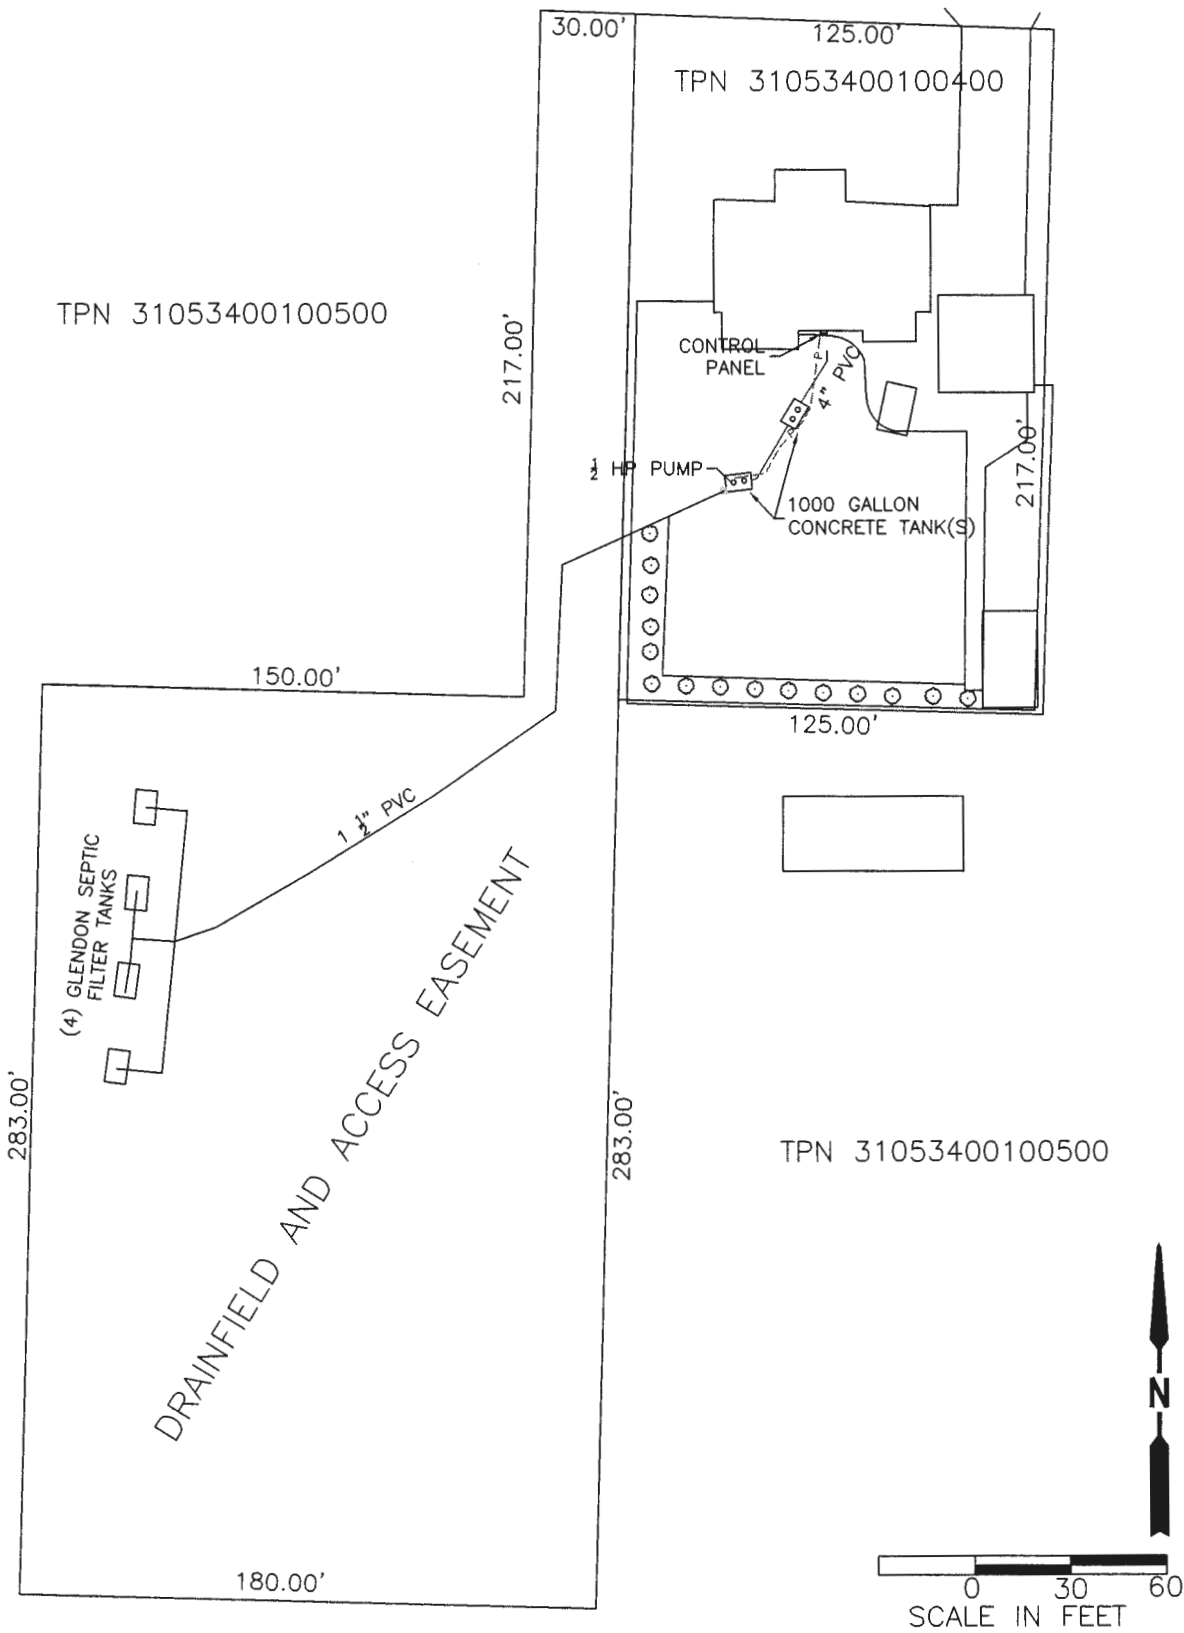 30.00'
125.00'
TPN 31053400100400
TPN 31053400100500
217.00'
CONTROL
PANEL
P
4" PVC
P
217.00'
1/2 HP PUMP
1000 GALLON
CONCRETE TANK(S)
150.00'
125.00'
1 1/2" PVC
(4) GLENDON SEPTIC
FILTER TANKS
DRAINFIELD AND ACCESS EASEMENT
283.00'
283.00'
TPN 31053400100500
180.00'
N
0 30 60
SCALE IN FEET